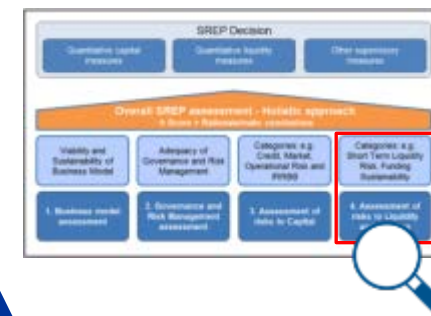 SREP Decision
Quantitative capital
measures
Quantitative liquidity
measures
Other supervisory
measures
Overall SREP assessment - Holistic approach
Viability and
Sustainability of
Business Model
Adequacy of
Governance and Risk
Management
Categories: e.g.
Credit, Market,
Operational Risk and
IRRBB
Categories: e.g.
Short Term Liquidity
Risk, Funding
Sustainability
1. Business model
assessment
2. Governance and
Risk Management
assessment
3. Assessment of
risks to Capital
4. Assessment of
risks to Liquidity